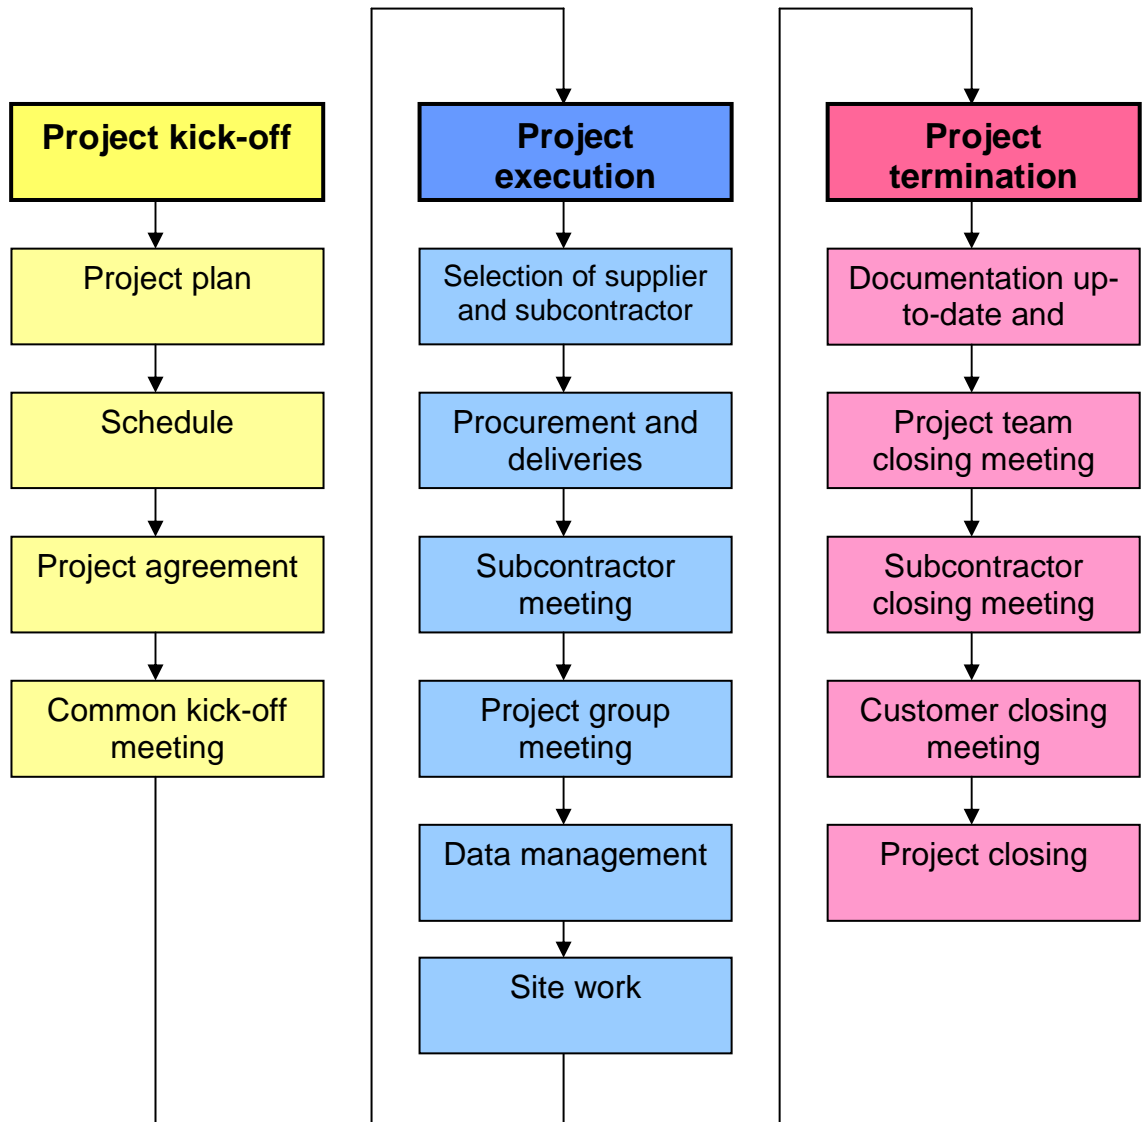 Project kick-off
Project plan
Schedule
Project agreement
Common kick-off
meeting
Project
execution
Selection of supplier
and subcontractor
Procurement and
deliveries
Subcontractor
meeting
Project group
meeting
Data management
Site work
Project
termination
Documentation up-
to-date and
Project team
closing meeting
Subcontractor
closing meeting
Customer closing
meeting
Project closing